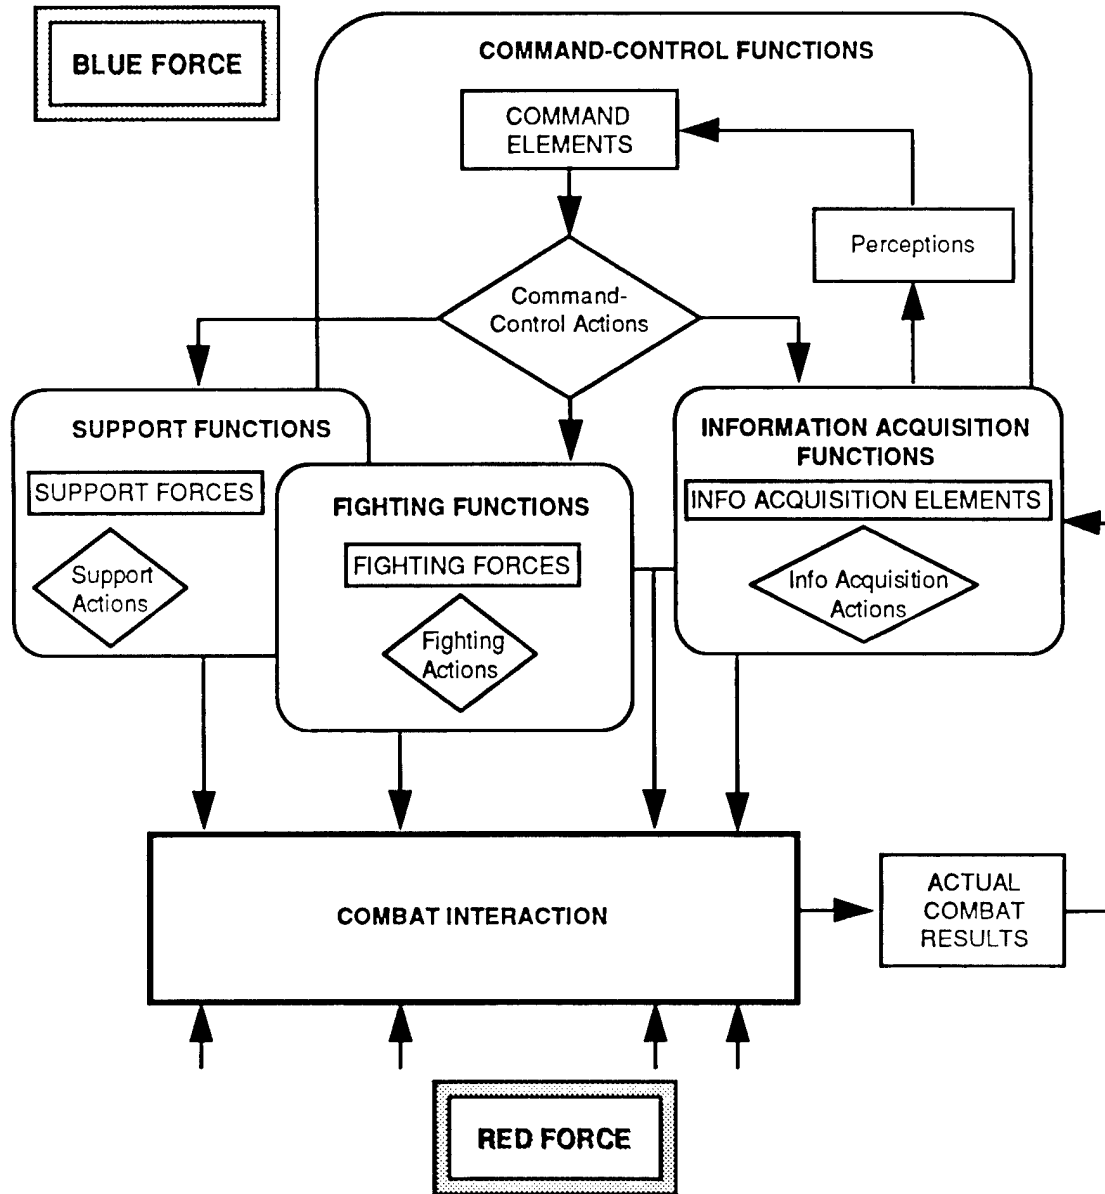 BLUE FORCE
COMMAND-CONTROL FUNCTIONS
COMMAND
ELEMENTS
Perceptions
Command-
Control Actions
SUPPORT FUNCTIONS
SUPPORT FORCES
Support
Actions
FIGHTING FUNCTIONS
FIGHTING FORCES
Fighting
Actions
INFORMATION ACQUISITION
FUNCTIONS
INFO ACQUISITION ELEMENTS
Info Acquisition
Actions
COMBAT INTERACTION
ACTUAL
COMBAT
RESULTS
RED FORCE